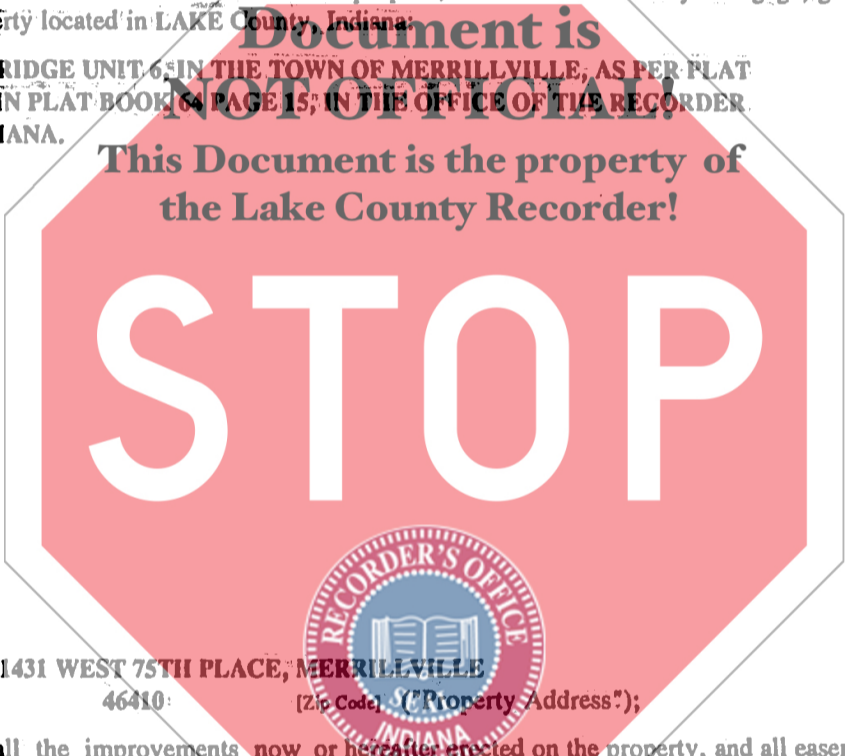 rty located in LAKE County, Indiana:
Document is
RIDGE UNIT 6, IN THE TOWN OF MERRILLVILLE, AS PER PLAT
NOT OFFICIAL!
N PLAT BOOK 64 PAGE 15, IN THE OFFICE OF THE RECORDER
IANA.
This Document is the property of
the Lake County Recorder!
STOP
RECORDER'S OFFICE
1431 WEST 75TH PLACE, MERRILLVILLE
SEAL
46410 [Zip Code] ("Property Address");
INDIANA
all the improvements now or hereafter erected on the property, and all